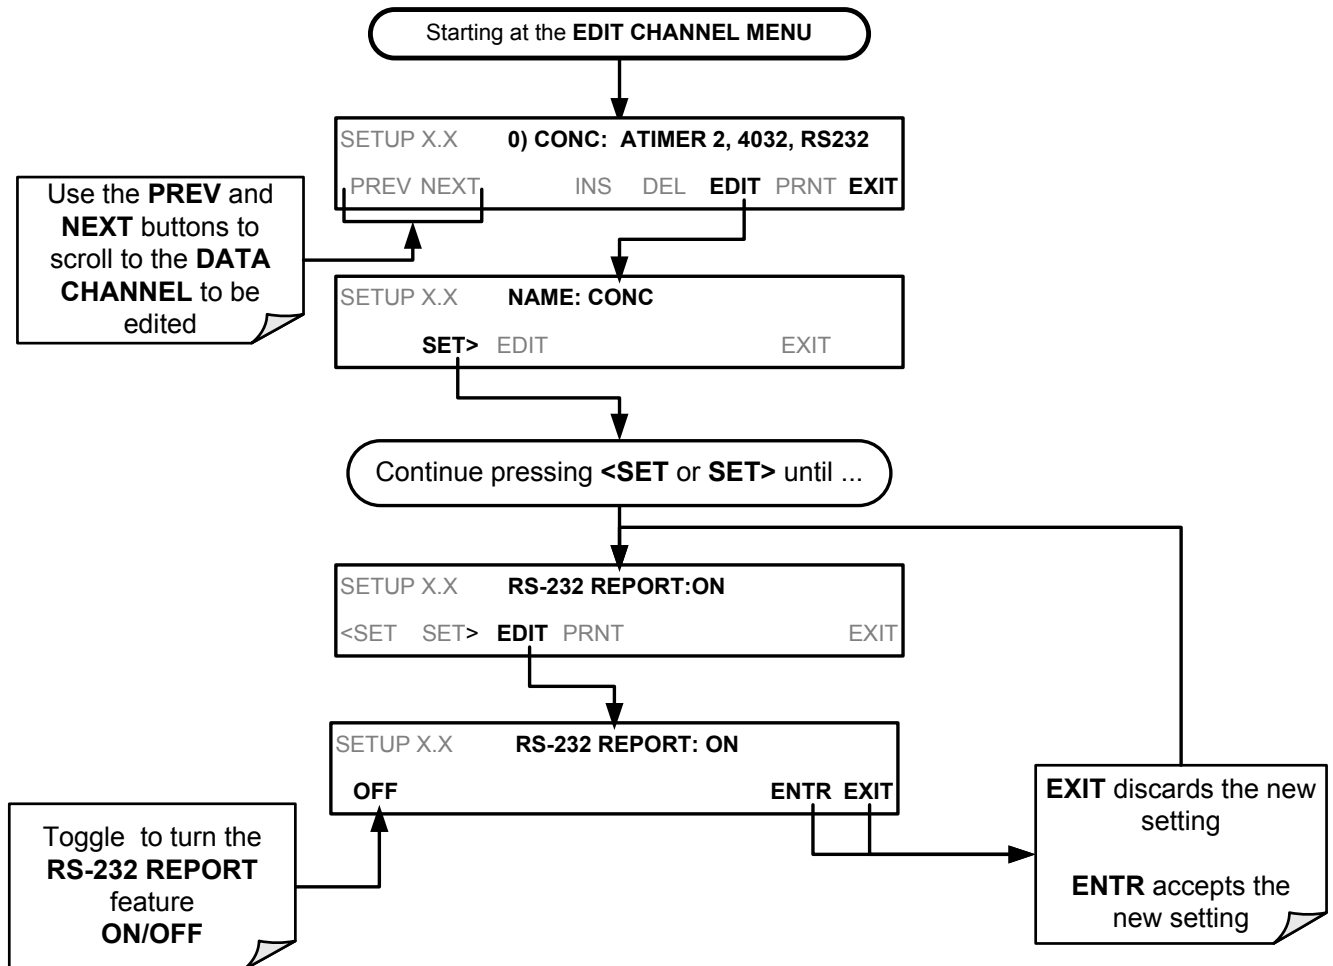 Starting at the EDIT CHANNEL MENU
SETUP X.X 0) CONC: ATIMER 2, 4032, RS232
PREV NEXT INS DEL EDIT PRNT EXIT
Use the PREV and
NEXT buttons to
scroll to the DATA
CHANNEL to be
edited
SETUP X.X NAME: CONC
SET> EDIT EXIT
Continue pressing <SET or SET> until ...
SETUP X.X RS-232 REPORT:ON
<SET SET> EDIT PRNT EXIT
SETUP X.X RS-232 REPORT: ON
OFF ENTR EXIT
Toggle to turn the
RS-232 REPORT
feature
ON/OFF
EXIT discards the new
setting
ENTR accepts the
new setting